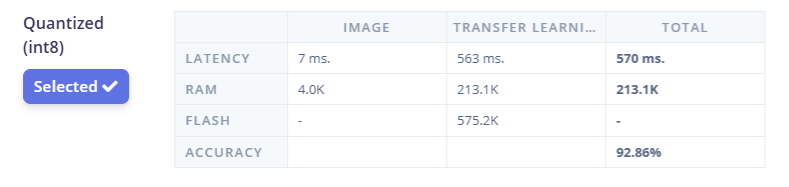 Quantized
(int8)
Selected
IMAGE TRANSFER LEARNI... TOTAL
LATENCY 7 ms. 563 ms. 570 ms.
RAM 4.0K 213.1K 213.1K
FLASH - 575.2K -
ACCURACY 92.86%